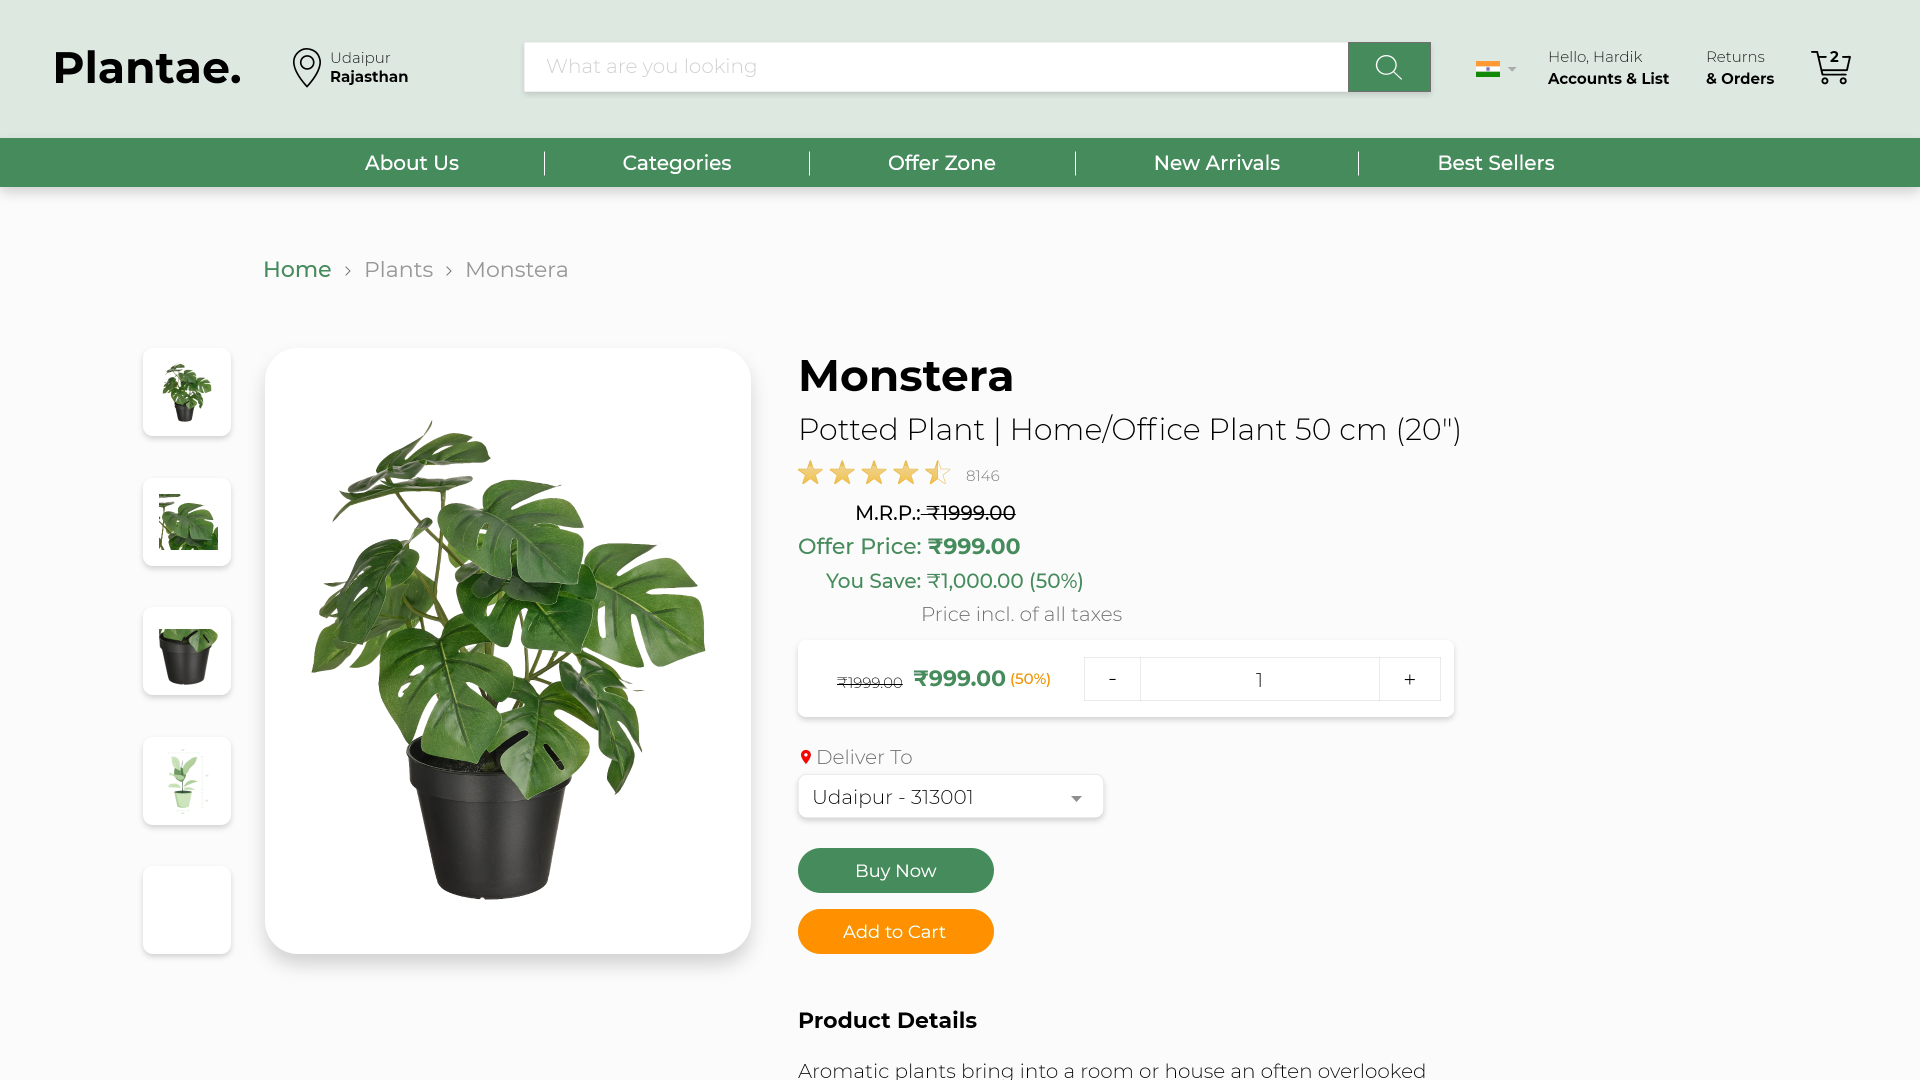 Plantae.
Udaipur
Rajasthan
What are you looking
Hello, Hardik
Accounts & List
Returns
& Orders
2
About Us
Categories
Offer Zone
New Arrivals
Best Sellers
Home › Plants › Monstera
Monstera
Potted Plant | Home/Office Plant 50 cm (20")
8146
M.R.P.: ₹1999.00
Offer Price: ₹999.00
You Save: ₹1,000.00 (50%)
Price incl. of all taxes
₹1999.00 ₹999.00 (50%)
- 1 +
Deliver To
Udaipur - 313001
Buy Now
Add to Cart
Product Details
Aromatic plants bring into a room or house an often overlooked